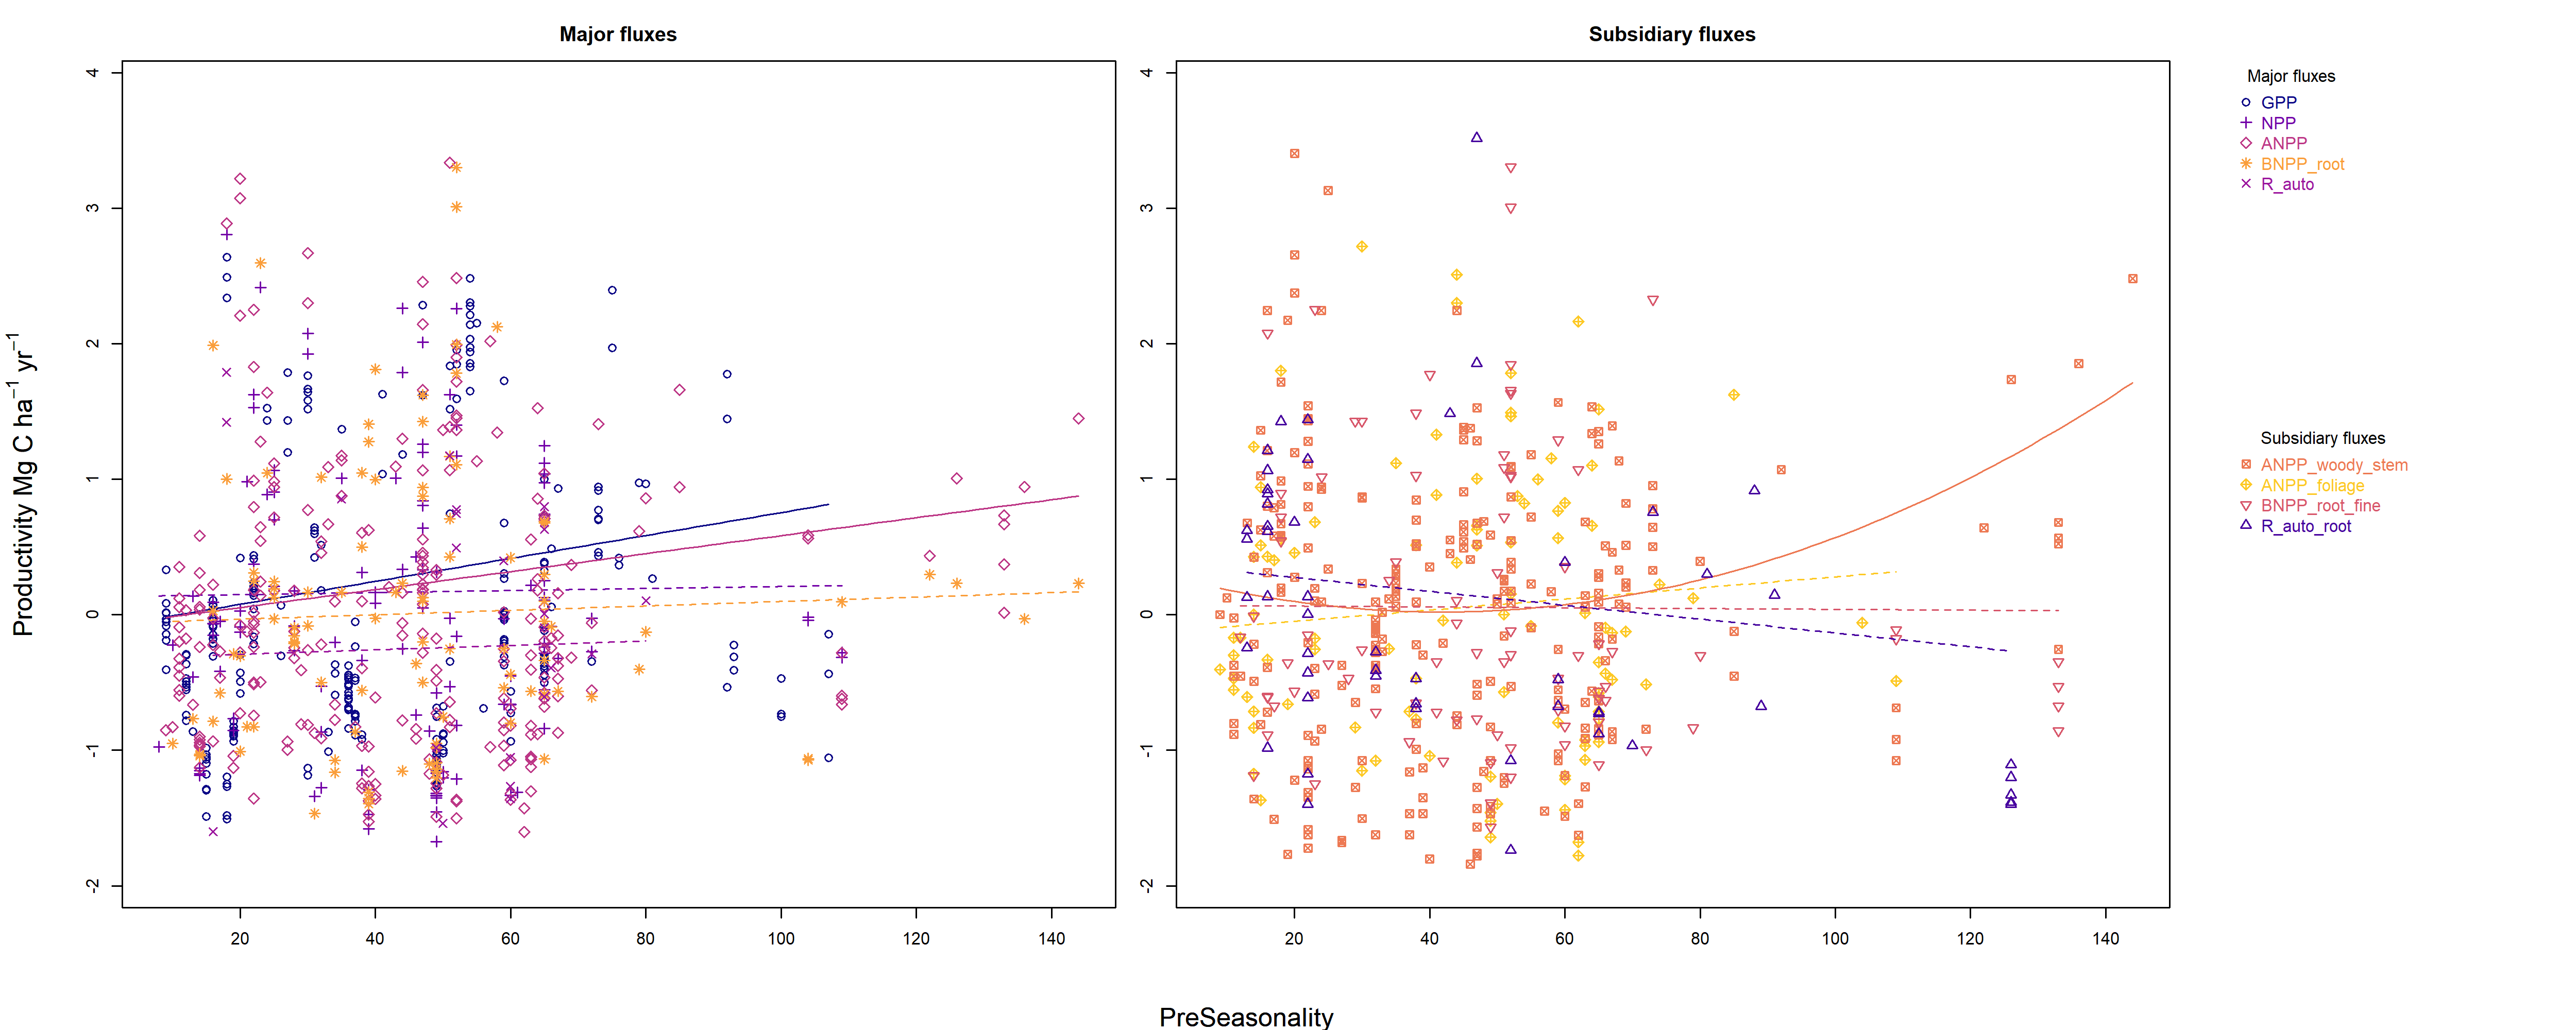 Major fluxes
Subsidiary fluxes
Productivity Mg C ha⁻¹ yr⁻¹
4
3
2
1
0
-1
-2
20 40 60 80 100 120 140
4
3
2
1
0
-1
-2
20 40 60 80 100 120 140
PreSeasonality
Major fluxes
GPP
NPP
ANPP
BNPP_root
R_auto
Subsidiary fluxes
ANPP_woody_stem
ANPP_foliage
BNPP_root_fine
R_auto_root